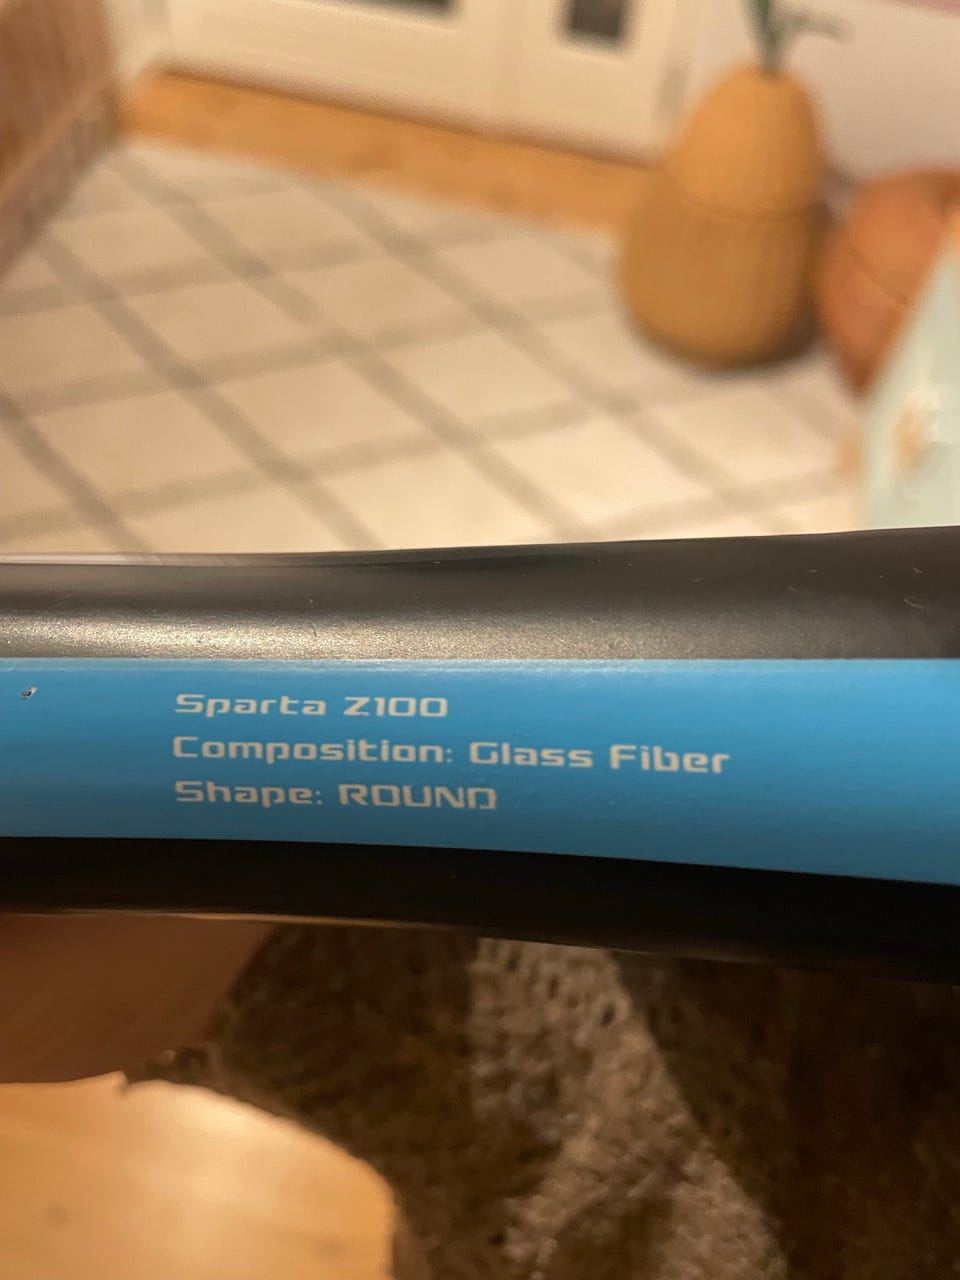 Sparta Z100
Composition: Glass Fiber
Shape: ROUND